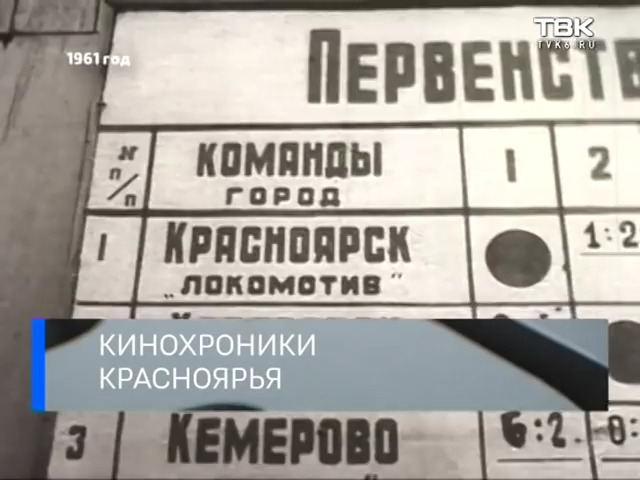 ТВК
TVK6.RU
1961 год
ПЕРВЕНСТВ
N п/п КОМАНДЫ ГОРОД 1 2
1 КРАСНОЯРСК 1:2
„ЛОКОМОТИВ"
КИНОХРОНИКИ
КРАСНОЯРЬЯ
3 КЕМЕРОВО 6:2 0: